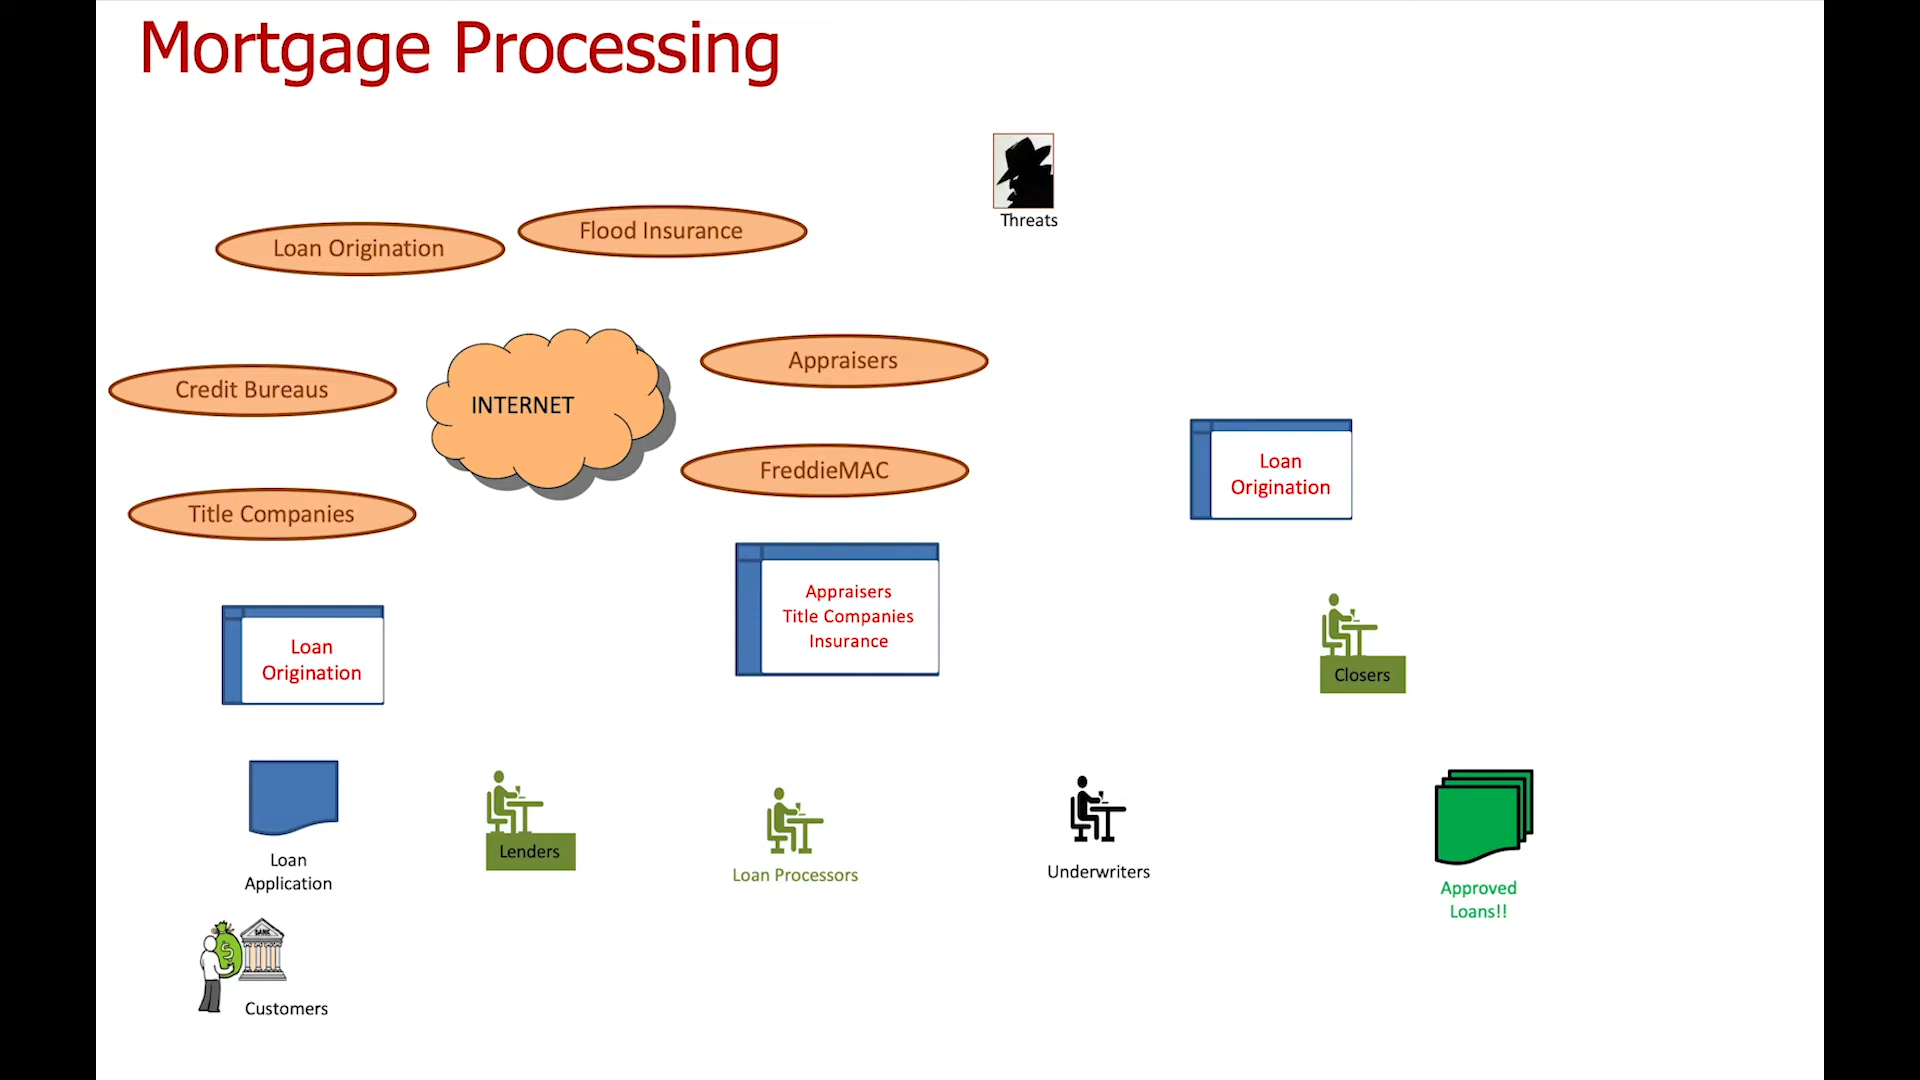 Mortgage Processing
Threats
Loan Origination
Flood Insurance
Credit Bureaus
INTERNET
Appraisers
FreddieMAC
Title Companies
Loan
Origination
Appraisers
Title Companies
Insurance
Loan
Origination
Closers
Loan
Application
Lenders
Loan Processors
Underwriters
Approved
Loans!!
BANK
$
Customers